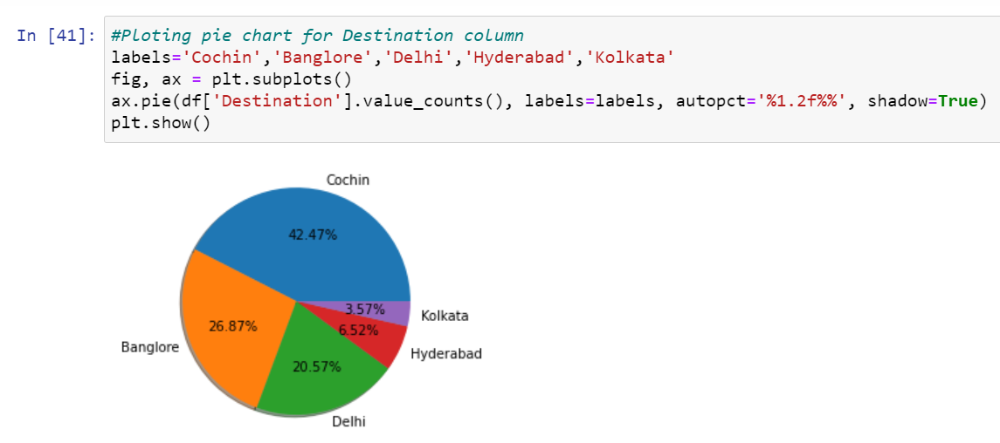 In [41]: #Ploting pie chart for Destination column
labels='Cochin','Banglore','Delhi','Hyderabad','Kolkata'
fig, ax = plt.subplots()
ax.pie(df['Destination'].value_counts(), labels=labels, autopct='%1.2f%%', shadow=True)
plt.show()
Cochin
42.47%
3.57%
Kolkata
26.87%
6.52%
Banglore
Hyderabad
20.57%
Delhi